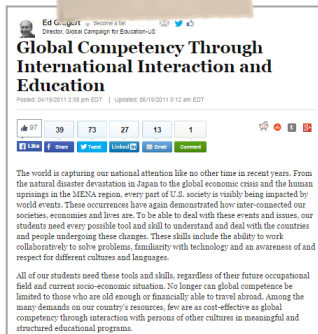 Ed Gragert Become a fan
Director, Global Campaign for Education-US
Global Competency Through
International Interaction and
Education
Posted: 04/19/2011 2:58 pm EDT | Updated: 06/19/2011 5:12 am EDT
97 39 73 27 13 1
Like Share Tweet Linked in Email Comment
The world is capturing our national attention like no other time in recent years. From
the natural disaster devastation in Japan to the global economic crisis and the human
uprisings in the MENA region, every part of U.S. society is visibly being impacted by
world events. These occurrences have again demonstrated how inter-connected our
societies, economies and lives are. To be able to deal with these events and issues, our
students need every possible tool and skill to understand and deal with the countries
and people undergoing these changes. These skills include the ability to work
collaboratively to solve problems, familiarity with technology and an awareness of and
respect for different cultures and languages.
All of our students need these tools and skills, regardless of their future occupational
field and current socio-economic situation. No longer can global competence be
limited to those who are old enough or financially able to travel abroad. Among the
many demands on our country's resources, few are as cost-effective as global
competency through interaction with persons of other cultures in meaningful and
structured educational programs.